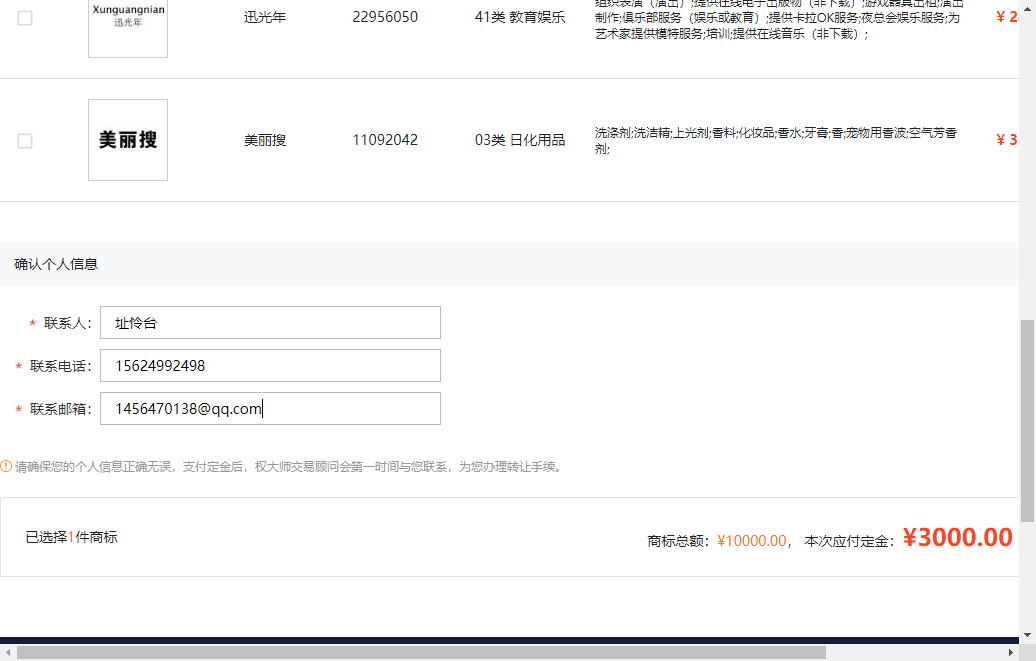 组织表演（演出）;提供在线电子出版物（非下载）;游戏器具出租;演出
Xunguangnian
迅光年
迅光年
22956050
41类 教育娱乐
制作;俱乐部服务（娱乐或教育）;提供卡拉OK服务;夜总会娱乐服务;为
艺术家提供模特服务;培训;提供在线音乐（非下载）;
¥ 2
美丽搜
美丽搜
11092042
03类 日化用品
洗涤剂;洗洁精;上光剂;香料;化妆品;香水;牙膏;香;宠物用香波;空气芳香
剂;
¥ 3
确认个人信息
* 联系人： 址怜台
* 联系电话： 15624992498
* 联系邮箱： 1456470138@qq.com
请确保您的个人信息正确无误，支付定金后，权大师交易顾问会第一时间与您联系，为您办理转让手续。
已选择1件商标
商标总额：¥10000.00， 本次应付定金：¥3000.00